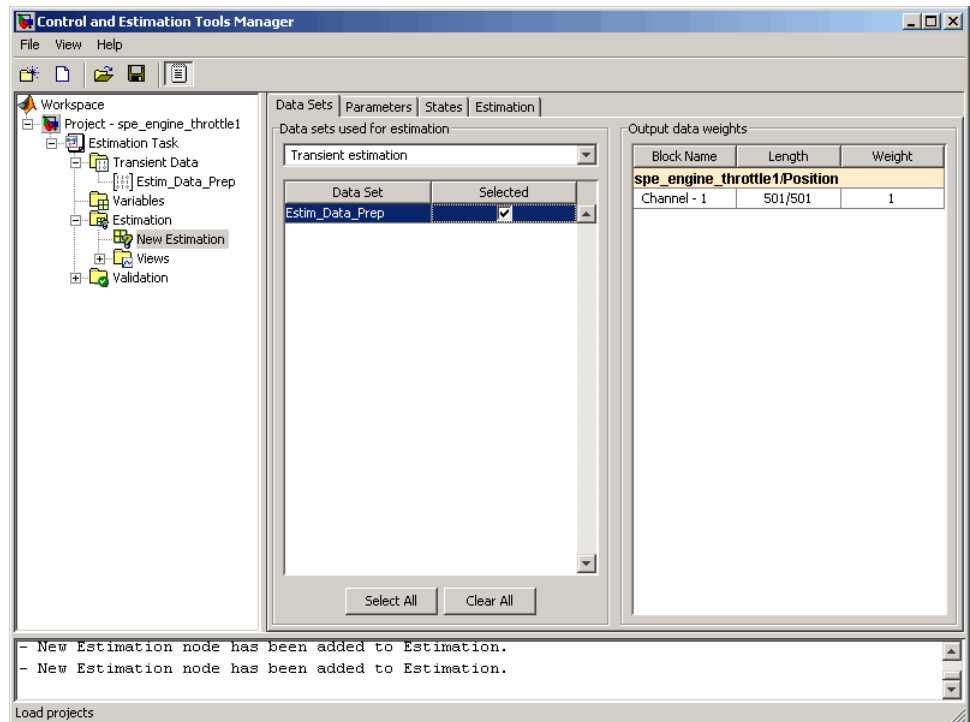 Control and Estimation Tools Manager
File View Help
Workspace
Project - spe_engine_throttle1
Estimation Task
Transient Data
Estim_Data_Prep
Variables
Estimation
New Estimation
Views
Validation
Data Sets Parameters States Estimation
Data sets used for estimation
Transient estimation
Data Set Selected
Estim_Data_Prep
Select All Clear All
Output data weights
Block Name Length Weight
spe_engine_throttle1/Position
Channel - 1 501/501 1
- New Estimation node has been added to Estimation.
- New Estimation node has been added to Estimation.
Load projects